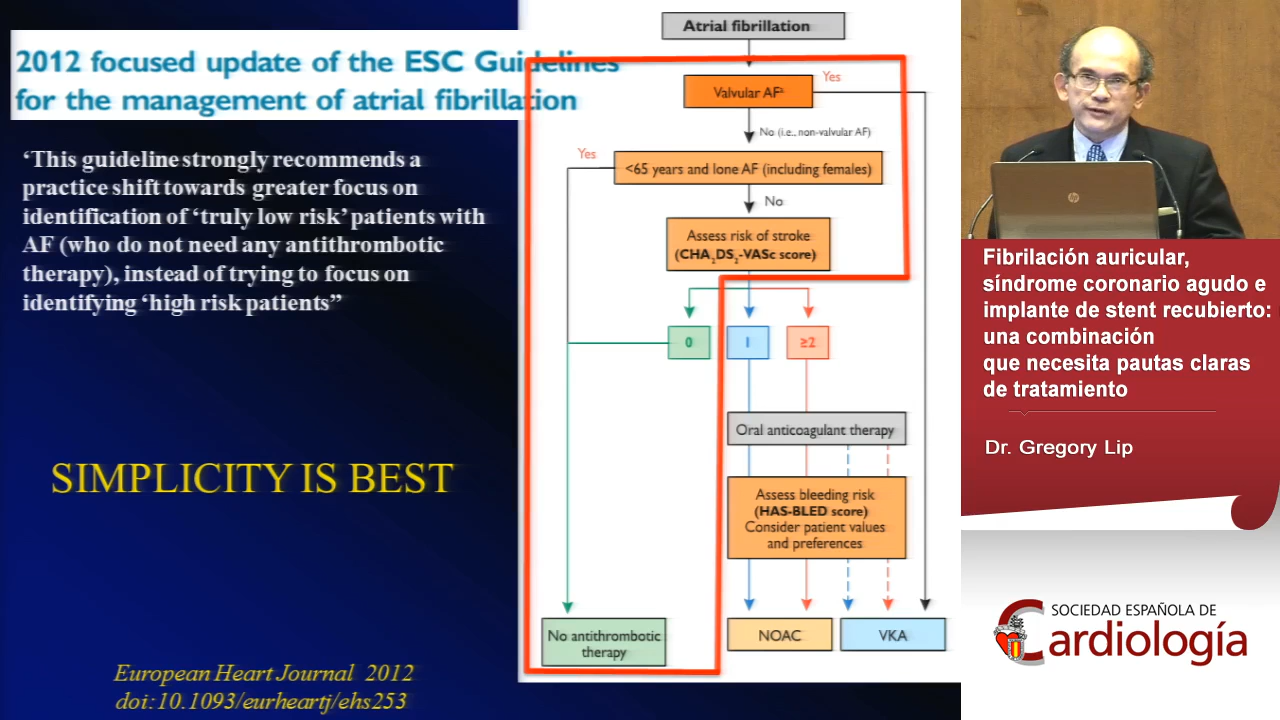 2012 focused update of the ESC Guidelines
for the management of atrial fibrillation
‘This guideline strongly recommends a
practice shift towards greater focus on
identification of ‘truly low risk’ patients with
AF (who do not need any antithrombotic
therapy), instead of trying to focus on
identifying ‘high risk patients”
SIMPLICITY IS BEST
European Heart Journal 2012
doi:10.1093/eurheartj/ehs253
Atrial fibrillation
Yes
Valvular AFᵃ
No (i.e., non-valvular AF)
Yes
<65 years and lone AF (including females)
No
Assess risk of stroke
(CHA₂DS₂-VASc score)
0
1
≥2
Oral anticoagulant therapy
Assess bleeding risk
(HAS-BLED score)
Consider patient values
and preferences
No antithrombotic
therapy
NOAC
VKA
hp
Fibrilación auricular,
síndrome coronario agudo e
implante de stent recubierto:
una combinación
que necesita pautas claras
de tratamiento
Dr. Gregory Lip
SOCIEDAD ESPAÑOLA DE
Cardiología